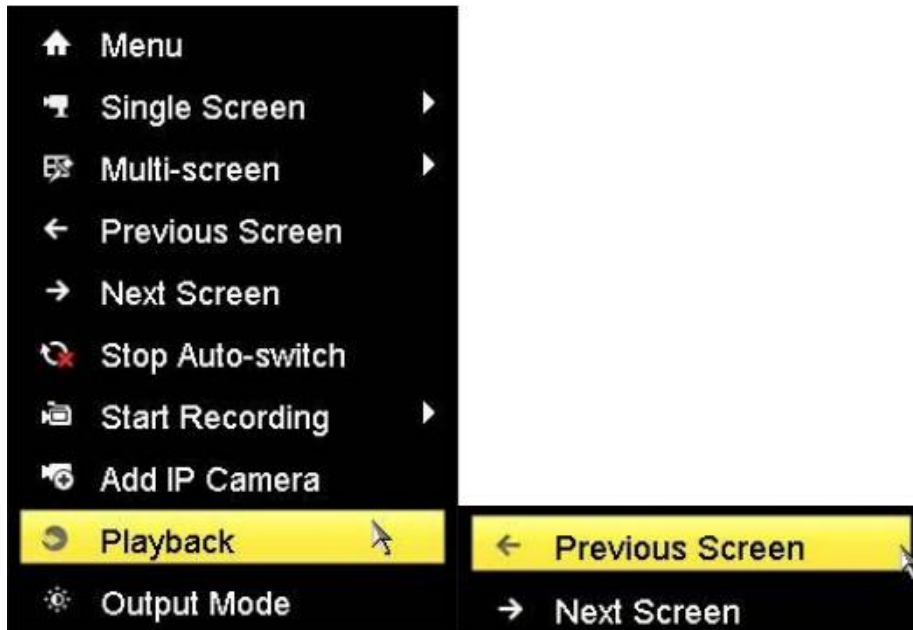 Menu
Single Screen
Multi-screen
Previous Screen
Next Screen
Stop Auto-switch
Start Recording
Add IP Camera
Playback
Output Mode
Previous Screen
Next Screen